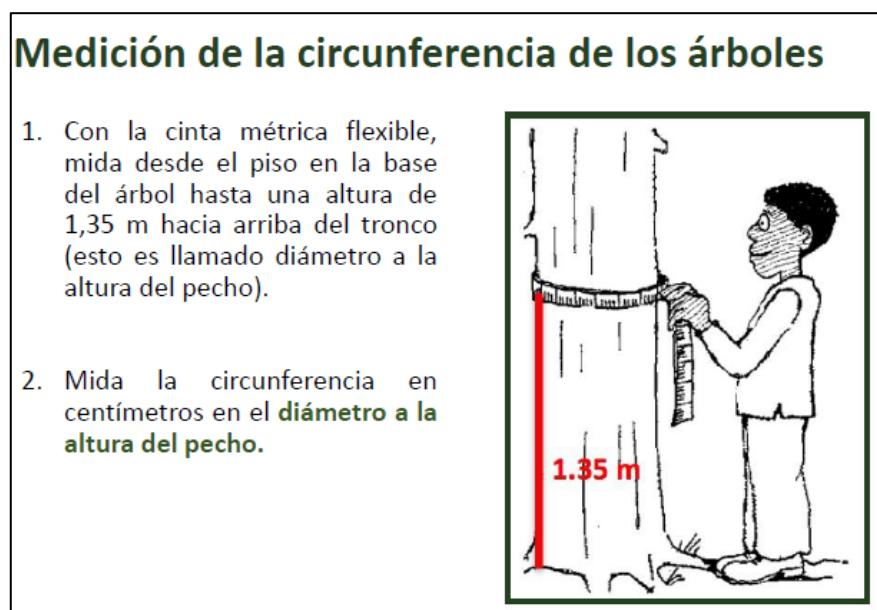 Medición de la circunferencia de los árboles
1. Con la cinta métrica flexible,
mida desde el piso en la base
del árbol hasta una altura de
1,35 m hacia arriba del tronco
(esto es llamado diámetro a la
altura del pecho).
2. Mida la circunferencia en
centímetros en el diámetro a la
altura del pecho.
1.35 m